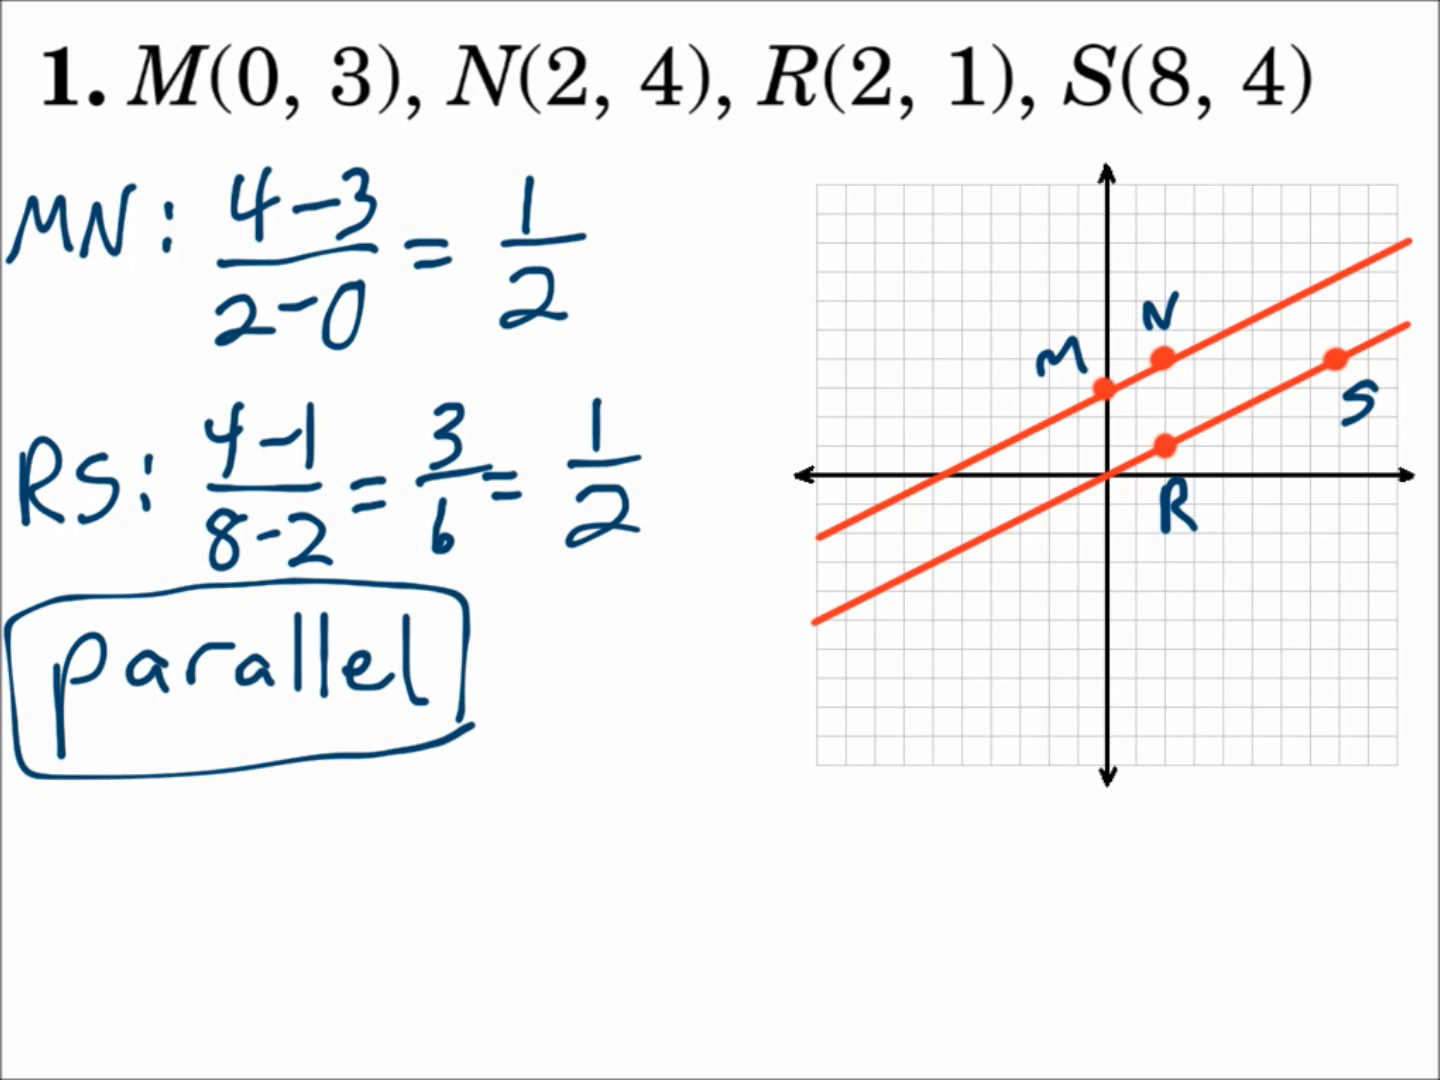 1. M(0, 3), N(2, 4), R(2, 1), S(8, 4)
MN: 4-3/2-0 = 1/2
RS: 4-1/8-2 = 3/6 = 1/2
parallel
N
M
S
R